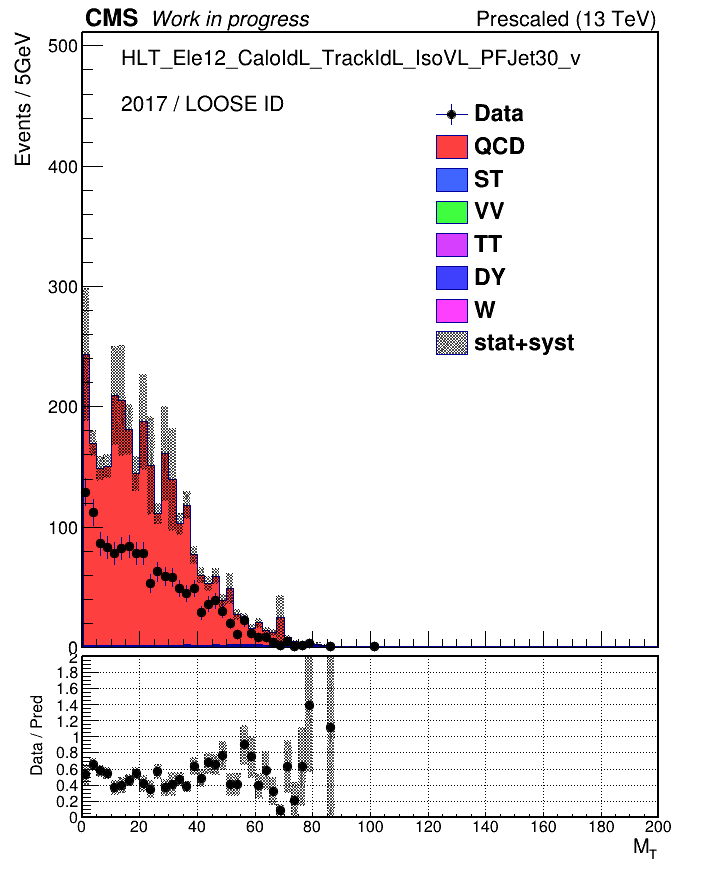 CMS Work in progress Prescaled (13 TeV)
Events / 5GeV
500
400
300
200
100
0
HLT_Ele12_CaloIdL_TrackIdL_IsoVL_PFJet30_v
2017 / LOOSE ID
Data
QCD
ST
VV
TT
DY
W
stat+syst
Data / Pred
2
1.8
1.6
1.4
1.2
1
0.8
0.6
0.4
0.2
0
0 20 40 60 80 100 120 140 160 180 200
M_T